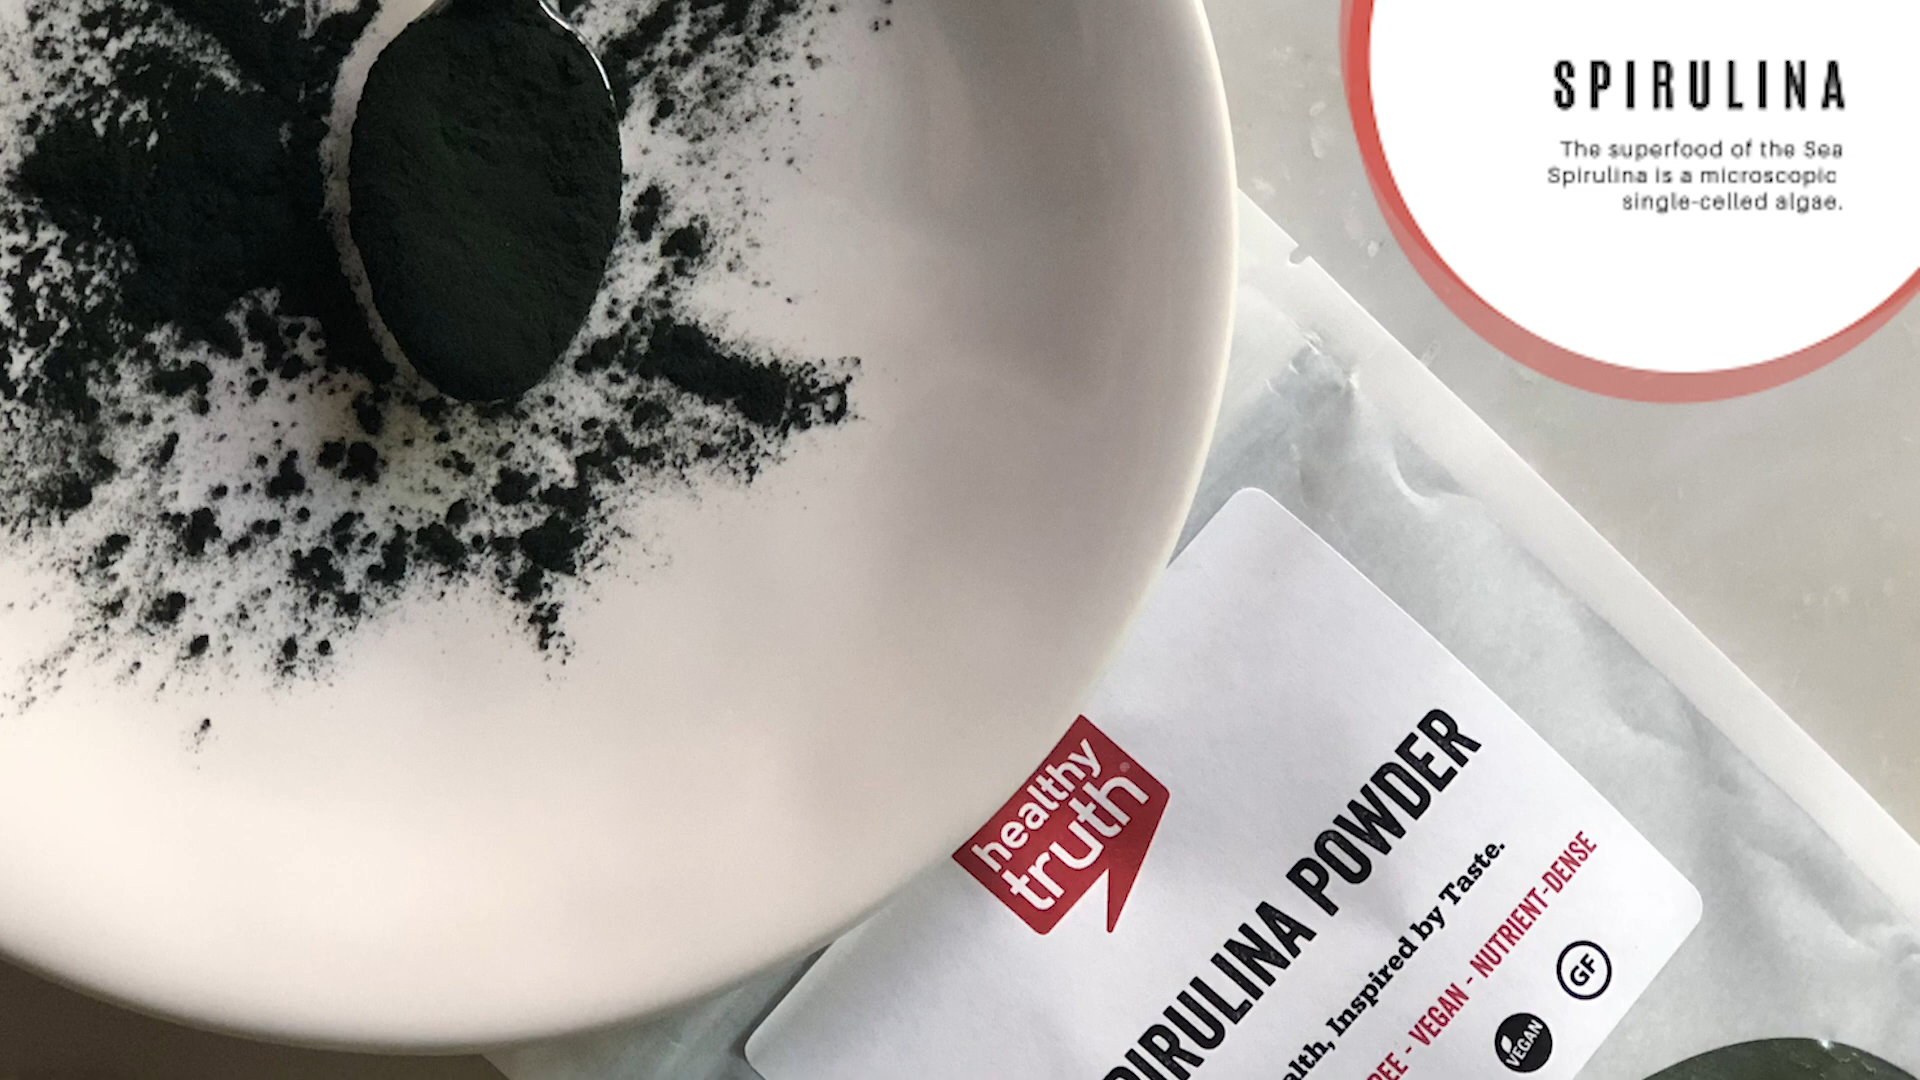 SPIRULINA
The superfood of the Sea
Spirulina is a microscopic
single-celled algae.
healthy
truth
PIRULINA POWDER
alth, Inspired by Taste.
REE - VEGAN - NUTRIENT-DENSE
GF
VEGAN